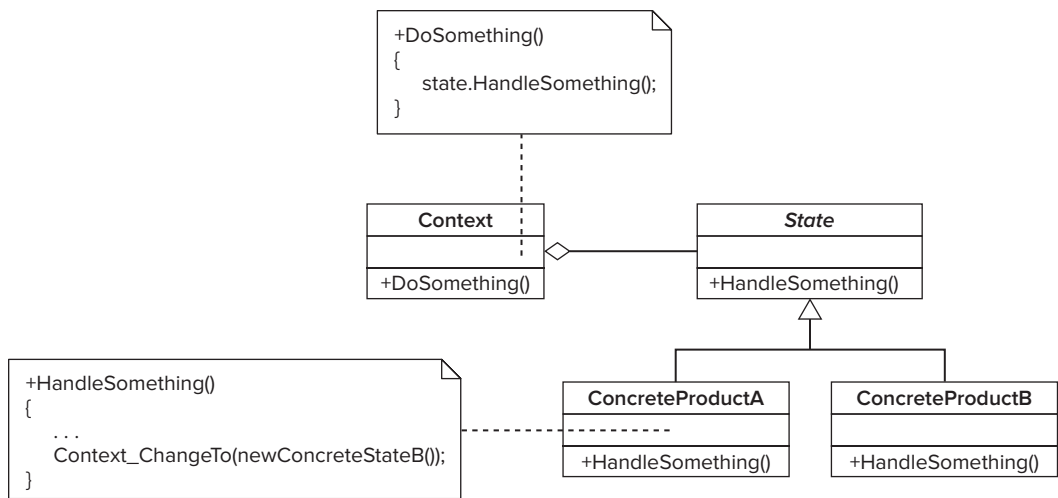 +DoSomething()
{
state.HandleSomething();
}
Context
+DoSomething()
State
+HandleSomething()
+HandleSomething()
{
. . .
Context_ChangeTo(newConcreteStateB());
}
ConcreteProductA
+HandleSomething()
ConcreteProductB
+HandleSomething()